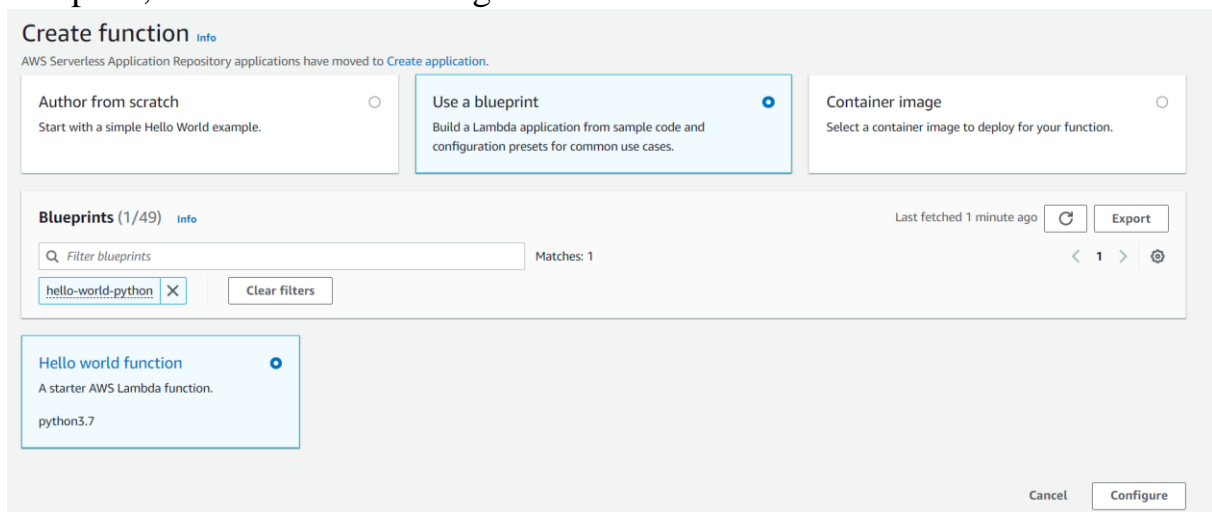 Create function Info
AWS Serverless Application Repository applications have moved to Create application.
Author from scratch
Start with a simple Hello World example.
Use a blueprint
Build a Lambda application from sample code and
configuration presets for common use cases.
Container image
Select a container image to deploy for your function.
Blueprints (1/49) Info
Last fetched 1 minute ago
Export
Filter blueprints
Matches: 1
< 1 >
hello-world-python X
Clear filters
Hello world function
A starter AWS Lambda function.
python3.7
Cancel
Configure